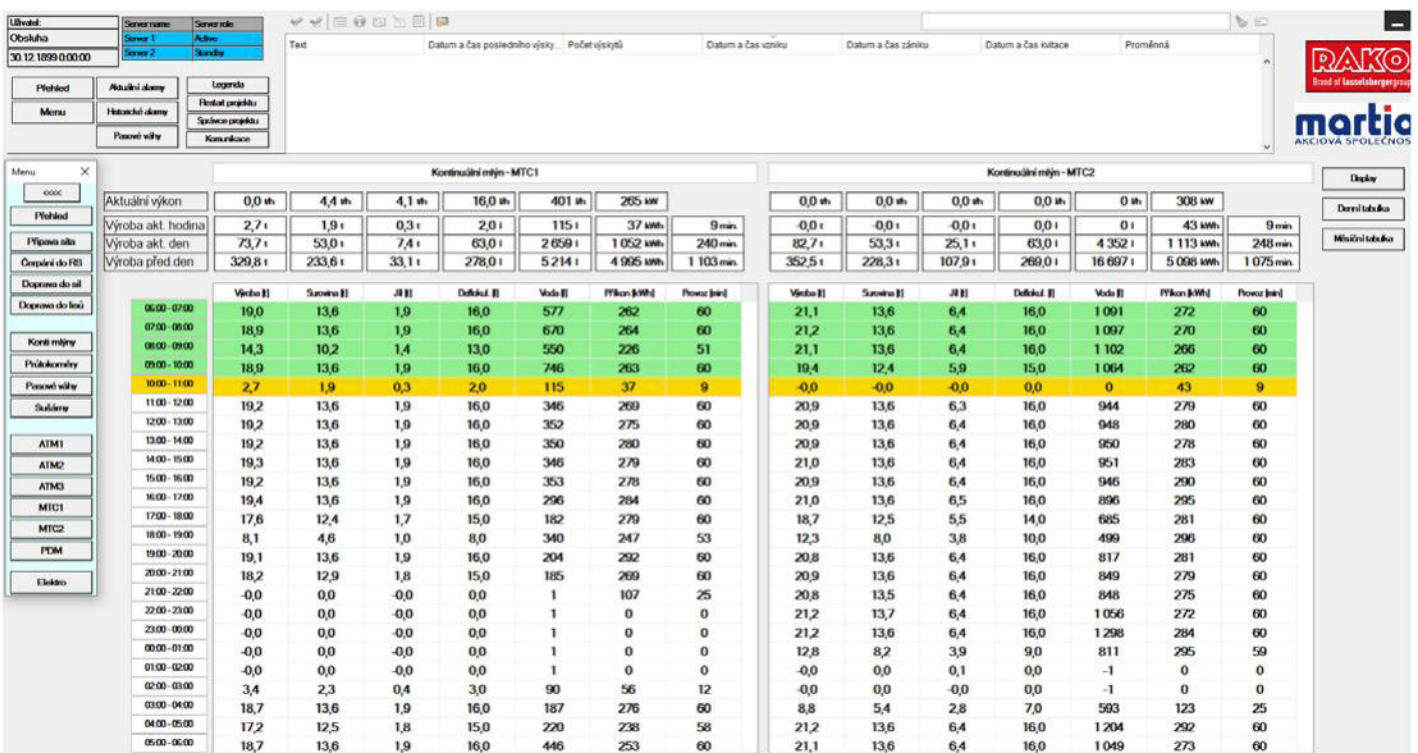 Uživatel:
Obsluha
30.12.1899 0:00:00
Server name Server role
Server 1 Active
Server 2 Standby
Přehled
Menu
Aktuální alarmy
Historické alarmy
Pasové váhy
Legenda
Restart projektu
Správce projektu
Komunikace
Text Datum a čas posledního výsky... Počet výskytů Datum a čas vzniku Datum a čas zániku Datum a čas kvitace Proměnná
RAKO
Brand of lasselsbergergroup
martia
AKCIOVÁ SPOLEČNOS
Menu X
<<<<
Přehled
Příprava síta
Čerpání do RS
Doprava do sil
Doprava do lisů
Konti mlýny
Průtokoměry
Pasové váhy
Sušárny
ATM1
ATM2
ATM3
MTC1
MTC2
PDM
Elektro
Kontinuální mlýn - MTC1 Kontinuální mlýn - MTC2
Display
Denní tabulka
Měsíční tabulka
Aktuální výkon 0,0 t/h 4,4 t/h 4,1 t/h 16,0 l/h 401 l/h 265 kW 0,0 t/h 0,0 t/h 0,0 t/h 0,0 l/h 0 l/h 308 kW
Výroba akt. hodina 2,7 t 1,9 t 0,3 t 2,0 l 115 l 37 kWh 9 min. -0,0 t -0,0 t -0,0 t 0,0 l 0 l 43 kWh 9 min.
Výroba akt. den 73,7 t 53,0 t 7,4 t 63,0 l 2 659 l 1 052 kWh 240 min. 82,7 t 53,3 t 25,1 t 63,0 l 4 352 l 1 113 kWh 248 min.
Výroba před.den 329,8 t 233,6 t 33,1 t 278,0 l 5 214 l 4 995 kWh 1 103 min. 352,5 t 228,3 t 107,9 t 269,0 l 16 697 l 5 098 kWh 1 075 min.
Výroba [t] Surovina [t] Jíl [t] Deflokul. [l] Voda [l] Příkon [kWh] Provoz [min] Výroba [t] Surovina [t] Jíl [t] Deflokul. [l] Voda [l] Příkon [kWh] Provoz [min]
06:00 - 07:00 19,0 13,6 1,9 16,0 577 262 60 21,1 13,6 6,4 16,0 1 091 272 60
07:00 - 08:00 18,9 13,6 1,9 16,0 670 264 60 21,2 13,6 6,4 16,0 1 097 270 60
08:00 - 09:00 14,3 10,2 1,4 13,0 550 226 51 21,1 13,6 6,4 16,0 1 102 266 60
09:00 - 10:00 18,9 13,6 1,9 16,0 746 263 60 19,4 12,4 5,9 15,0 1 064 262 60
10:00 - 11:00 2,7 1,9 0,3 2,0 115 37 9 -0,0 -0,0 -0,0 0,0 0 43 9
11:00 - 12:00 19,2 13,6 1,9 16,0 346 269 60 20,9 13,6 6,3 16,0 944 279 60
12:00 - 13:00 19,2 13,6 1,9 16,0 352 275 60 20,9 13,6 6,4 16,0 948 280 60
13:00 - 14:00 19,2 13,6 1,9 16,0 350 280 60 20,9 13,6 6,4 16,0 950 278 60
14:00 - 15:00 19,3 13,6 1,9 16,0 346 279 60 21,0 13,6 6,4 16,0 951 283 60
15:00 - 16:00 19,2 13,6 1,9 16,0 353 278 60 20,9 13,6 6,4 16,0 946 290 60
16:00 - 17:00 19,4 13,6 1,9 16,0 296 284 60 21,0 13,6 6,5 16,0 896 295 60
17:00 - 18:00 17,6 12,4 1,7 15,0 182 279 60 18,7 12,5 5,5 14,0 685 281 60
18:00 - 19:00 8,1 4,6 1,0 8,0 340 247 53 12,3 8,0 3,8 10,0 499 296 60
19:00 - 20:00 19,1 13,6 1,9 16,0 204 292 60 20,8 13,6 6,4 16,0 817 281 60
20:00 - 21:00 18,2 12,9 1,8 15,0 185 269 60 20,9 13,6 6,4 16,0 849 279 60
21:00 - 22:00 -0,0 0,0 -0,0 0,0 1 107 25 20,8 13,5 6,4 16,0 848 275 60
22:00 - 23:00 -0,0 0,0 -0,0 0,0 1 0 0 21,2 13,7 6,4 16,0 1 056 272 60
23:00 - 00:00 -0,0 0,0 -0,0 0,0 1 0 0 21,2 13,6 6,4 16,0 1 298 284 60
00:00 - 01:00 -0,0 0,0 -0,0 0,0 1 0 0 12,8 8,2 3,9 9,0 811 295 59
01:00 - 02:00 -0,0 0,0 -0,0 0,0 1 0 0 -0,0 0,0 0,1 0,0 -1 0 0
02:00 - 03:00 3,4 2,3 0,4 3,0 90 56 12 -0,0 0,0 -0,0 0,0 -1 0 0
03:00 - 04:00 18,7 13,6 1,9 16,0 187 276 60 8,8 5,4 2,8 7,0 593 123 25
04:00 - 05:00 17,2 12,5 1,8 15,0 220 238 58 21,2 13,6 6,4 16,0 1 204 292 60
05:00 - 06:00 18,7 13,6 1,9 16,0 446 253 60 21,1 13,6 6,4 16,0 1 049 273 60